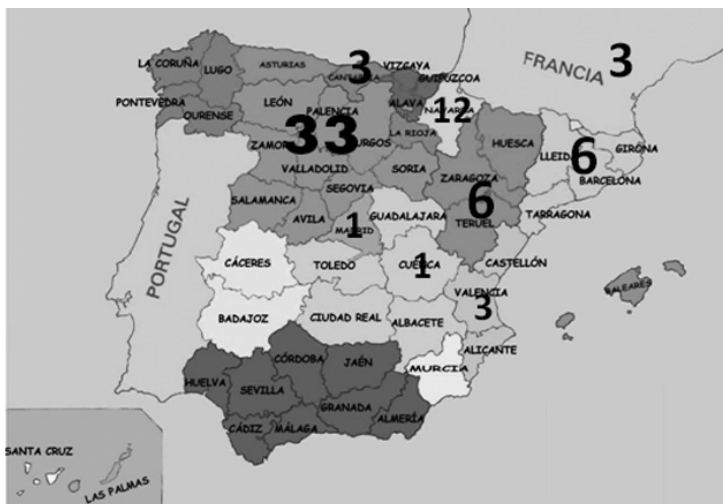 3
FRANCIA
3
VIZGAYA
LA CORUÑA
LUGO
ASTURIAS
CANTABRIA
GUIPUZCOA
PONTEVEDRA
OURENSE
LEÓN
PALENCIA
BURGOS
ALAVA
NAVARRA
12
LA RIOJA
HUESCA
LLEIDA
6
GIRONA
BARCELONA
ZAMORA
33
VALLADOLID
SORIA
ZARAGOZA
6
TARRAGONA
SEGOVIA
SALAMANCA
AVILA
1
MADRID
GUADALAJARA
TERUEL
PORTUGAL
CÁCERES
TOLEDO
CUENCA
1
CASTELLÓN
VALENCIA
3
BALEARES
BADAJOZ
CIUDAD REAL
ALBACETE
ALICANTE
MURCIA
CÓRDOBA
JAÉN
HUELVA
SEVILLA
GRANADA
ALMERÍA
CÁDIZ
MÁLAGA
SANTA CRUZ
LAS PALMAS